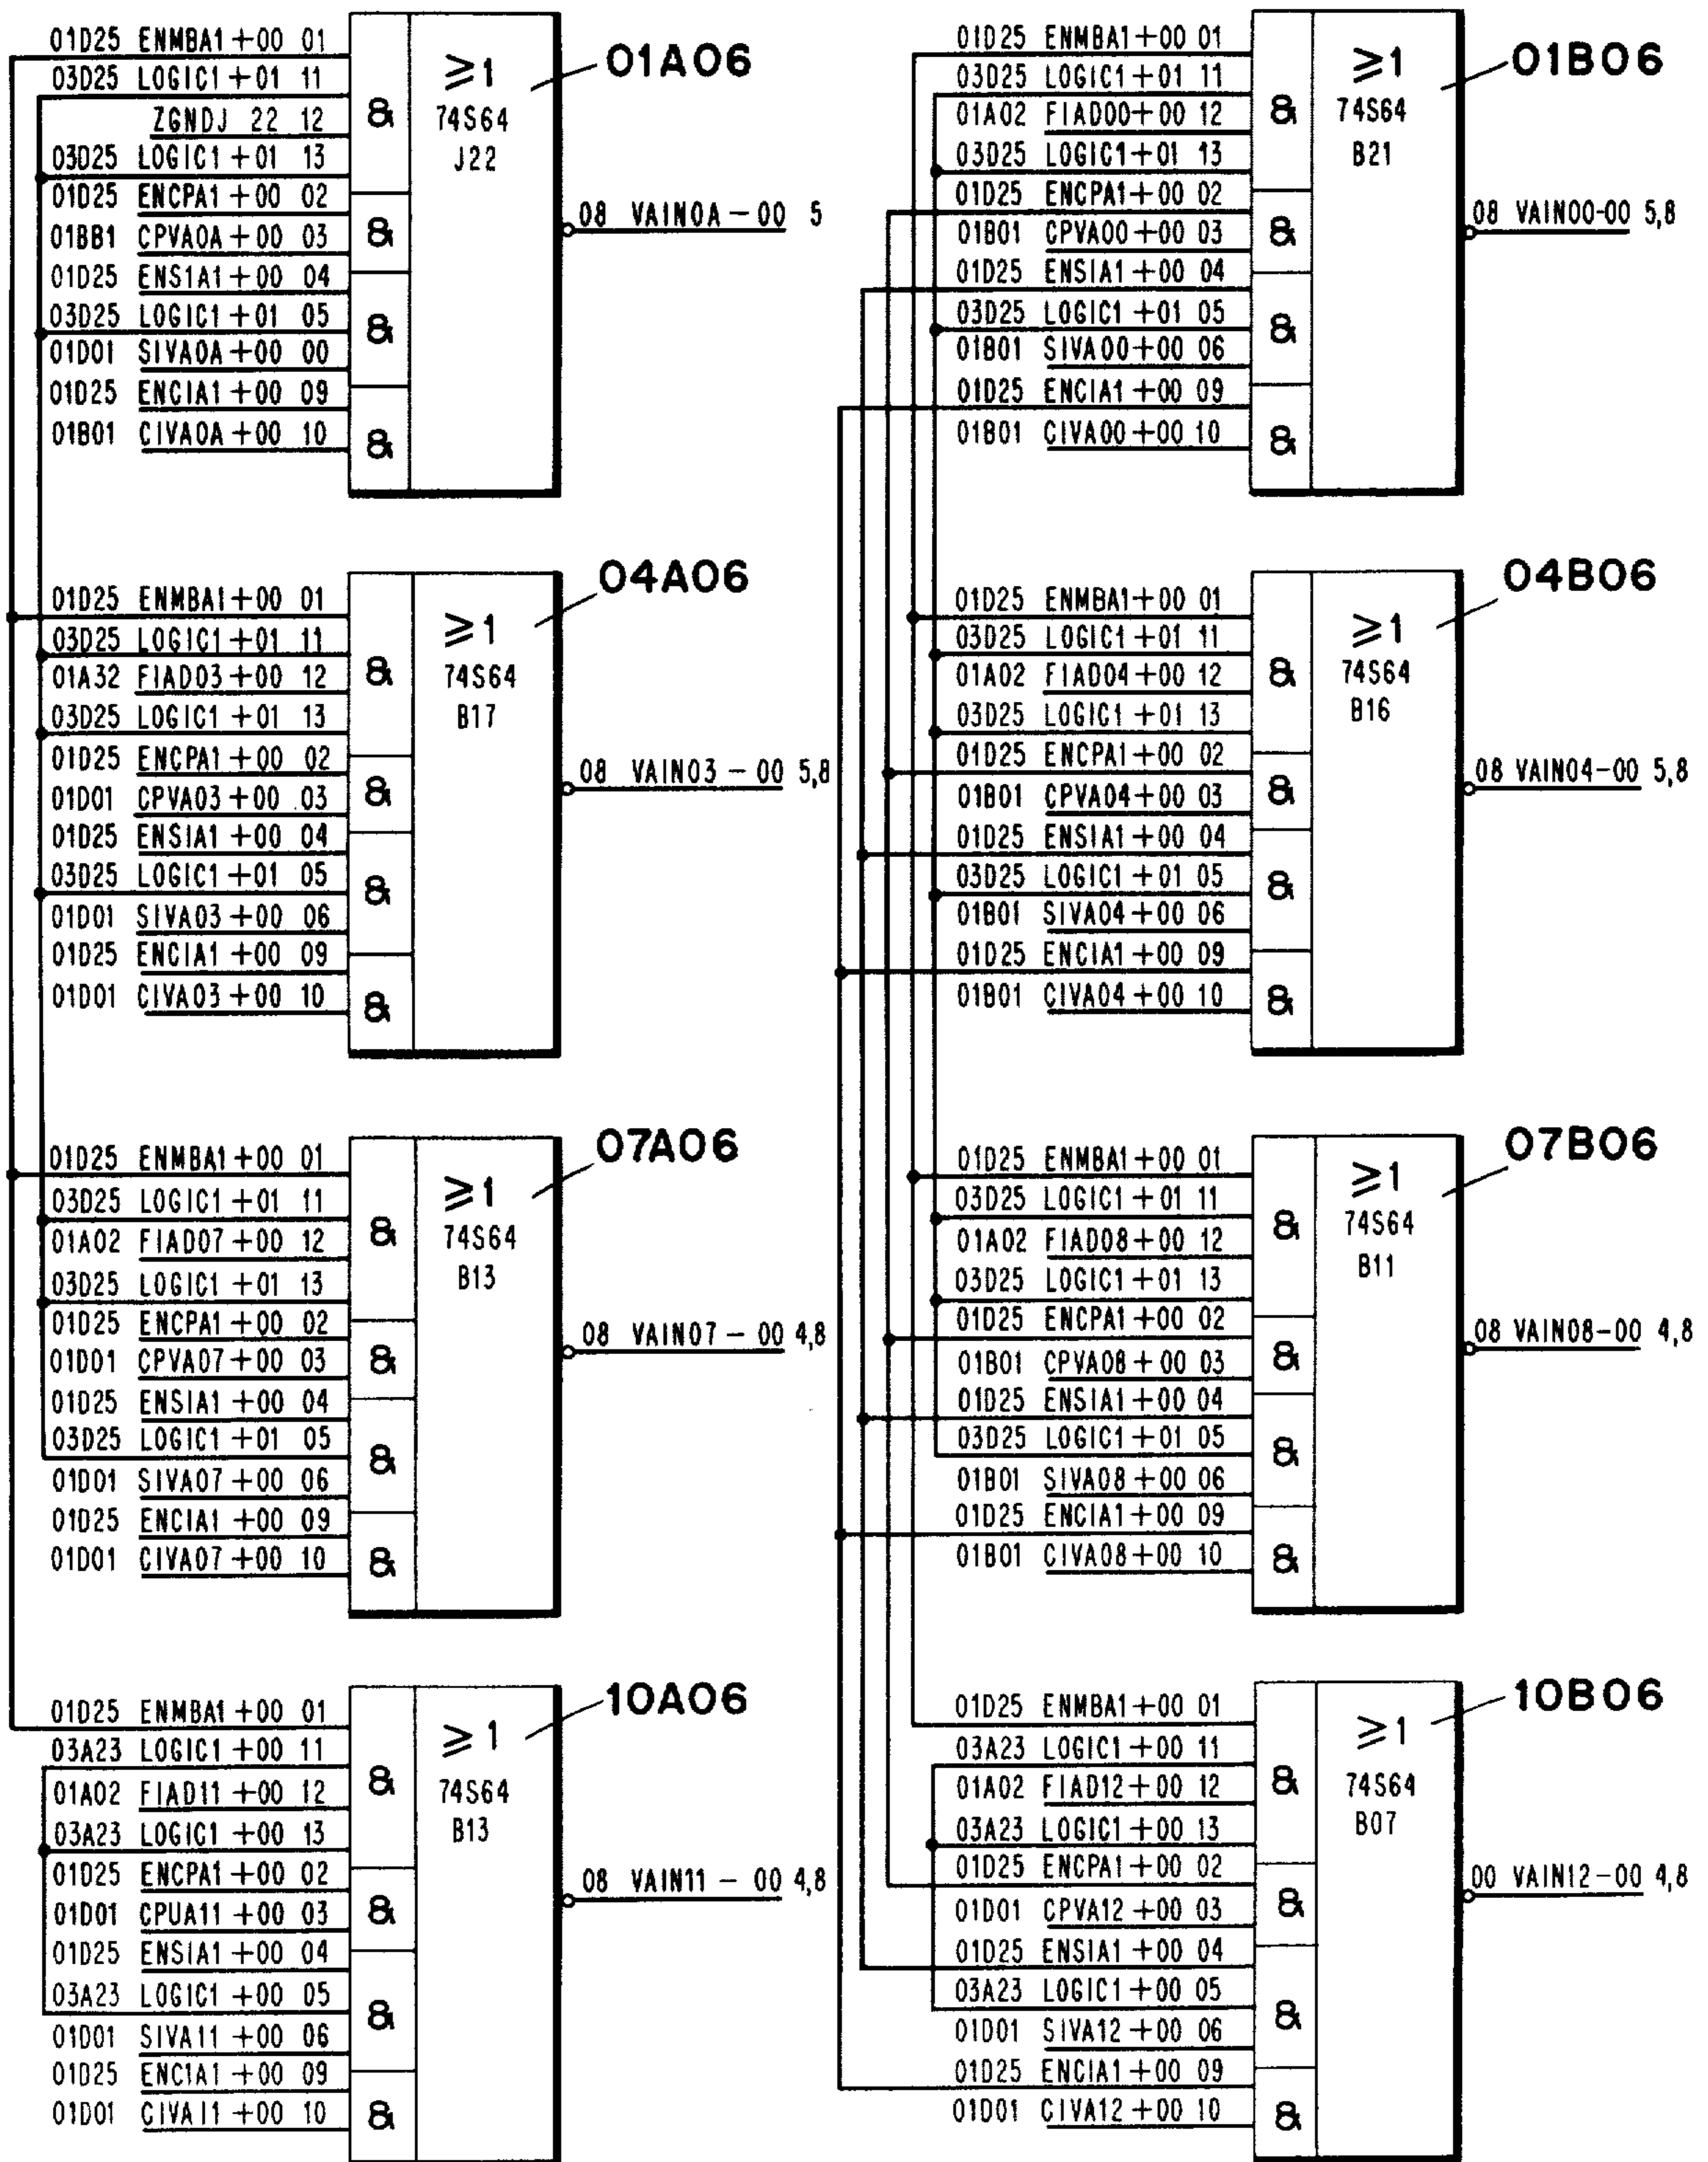 01D25 ENMBA1+00 01
03D25 LOGIC1+01 11
ZGNDJ 22 12
03D25 LOGIC1+01 13
01D25 ENCPA1+00 02
01BB1 CPVA0A+00 03
01D25 ENS1A1+00 04
03D25 LOGIC1+01 05
01D01 SIVA0A+00 00
01D25 ENCIA1+00 09
01B01 CIVA0A+00 10
&
&
&
&
≥1
74S64
J22
01A06
08 VAIN0A-00 5
01D25 ENMBA1+00 01
03D25 LOGIC1+01 11
01A02 FIAD00+00 12
03D25 LOGIC1+01 13
01D25 ENCPA1+00 02
01B01 CPVA00+00 03
01D25 ENSIA1+00 04
03D25 LOGIC1+01 05
01B01 SIVA00+00 06
01D25 ENCIA1+00 09
01B01 CIVA00+00 10
&
&
&
&
≥1
74S64
B21
01B06
08 VAIN00-00 5,8
01D25 ENMBA1+00 01
03D25 LOGIC1+01 11
01A32 FIAD03+00 12
03D25 LOGIC1+01 13
01D25 ENCPA1+00 02
01D01 CPVA03+00 03
01D25 ENSIA1+00 04
03D25 LOGIC1+01 05
01D01 SIVA03+00 06
01D25 ENCIA1+00 09
01D01 CIVA03+00 10
&
&
&
&
≥1
74S64
B17
04A06
08 VAIN03-00 5,8
01D25 ENMBA1+00 01
03D25 LOGIC1+01 11
01A02 FIAD04+00 12
03D25 LOGIC1+01 13
01D25 ENCPA1+00 02
01B01 CPVA04+00 03
01D25 ENSIA1+00 04
03D25 LOGIC1+01 05
01B01 SIVA04+00 06
01D25 ENCIA1+00 09
01B01 CIVA04+00 10
&
&
&
&
≥1
74S64
B16
04B06
08 VAIN04-00 5,8
01D25 ENMBA1+00 01
03D25 LOGIC1+01 11
01A02 FIAD07+00 12
03D25 LOGIC1+01 13
01D25 ENCPA1+00 02
01D01 CPVA07+00 03
01D25 ENSIA1+00 04
03D25 LOGIC1+01 05
01D01 SIVA07+00 06
01D25 ENCIA1+00 09
01D01 CIVA07+00 10
&
&
&
&
≥1
74S64
B13
07A06
08 VAIN07-00 4,8
01D25 ENMBA1+00 01
03D25 LOGIC1+01 11
01A02 FIAD08+00 12
03D25 LOGIC1+01 13
01D25 ENCPA1+00 02
01B01 CPVA08+00 03
01D25 ENSIA1+00 04
03D25 LOGIC1+01 05
01B01 SIVA08+00 06
01D25 ENCIA1+00 09
01B01 CIVA08+00 10
&
&
&
&
≥1
74S64
B11
07B06
08 VAIN08-00 4,8
01D25 ENMBA1+00 01
03A23 LOGIC1+00 11
01A02 FIAD11+00 12
03A23 LOGIC1+00 13
01D25 ENCPA1+00 02
01D01 CPUA11+00 03
01D25 ENSIA1+00 04
03A23 LOGIC1+00 05
01D01 SIVA11+00 06
01D25 ENCIA1+00 09
01D01 CIVA11+00 10
&
&
&
&
≥1
74S64
B13
10A06
08 VAIN11-00 4,8
01D25 ENMBA1+00 01
03A23 LOGIC1+00 11
01A02 FIAD12+00 12
03A23 LOGIC1+00 13
01D25 ENCPA1+00 02
01D01 CPVA12+00 03
01D25 ENSIA1+00 04
03A23 LOGIC1+00 05
01D01 SIVA12+00 06
01D25 ENCIA1+00 09
01D01 CIVA12+00 10
&
&
&
&
≥1
74S64
B07
10B06
00 VAIN12-00 4,8